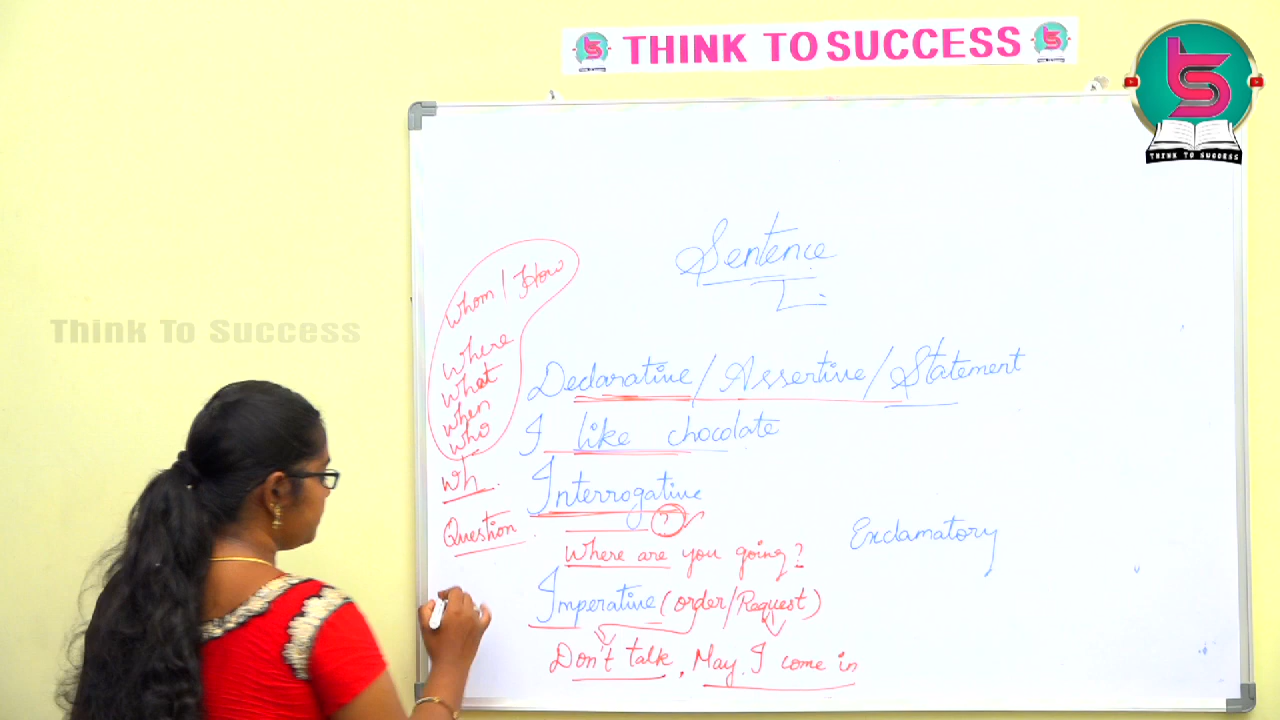 THINK TO SUCCESS
TS
THINK TO SUCCESS
Think To Success
Sentence
Whom / How
Where
What
When
Who
Wh.
Question.
Declarative / Assertive / Statement
I like chocolate
Interrogative
?
Where are you going?
Exclamatory
Imperative (order/Request)
Don't talk, May I come in